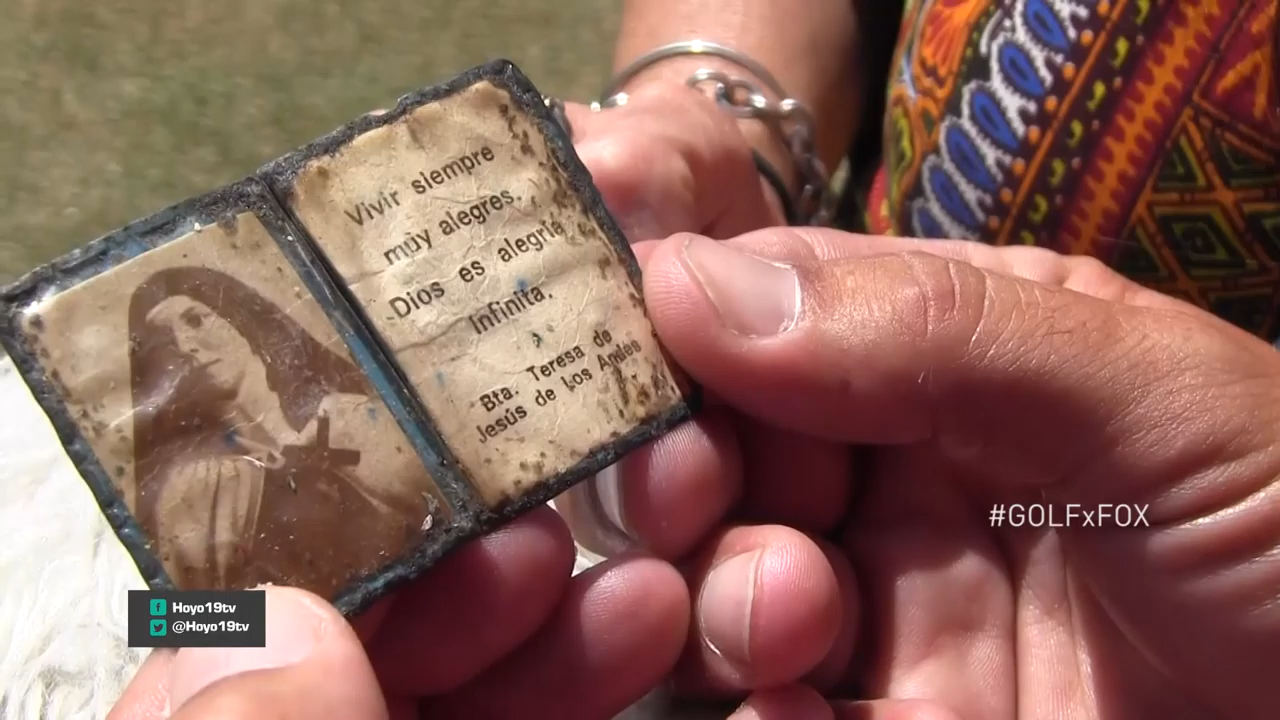 Vivir siempre
muy alegres.
Dios es alegría
infinita.
Bta. Teresa de
Jesús de Los Andes
#GOLFxFOX
Hoyo19tv
@Hoyo19tv